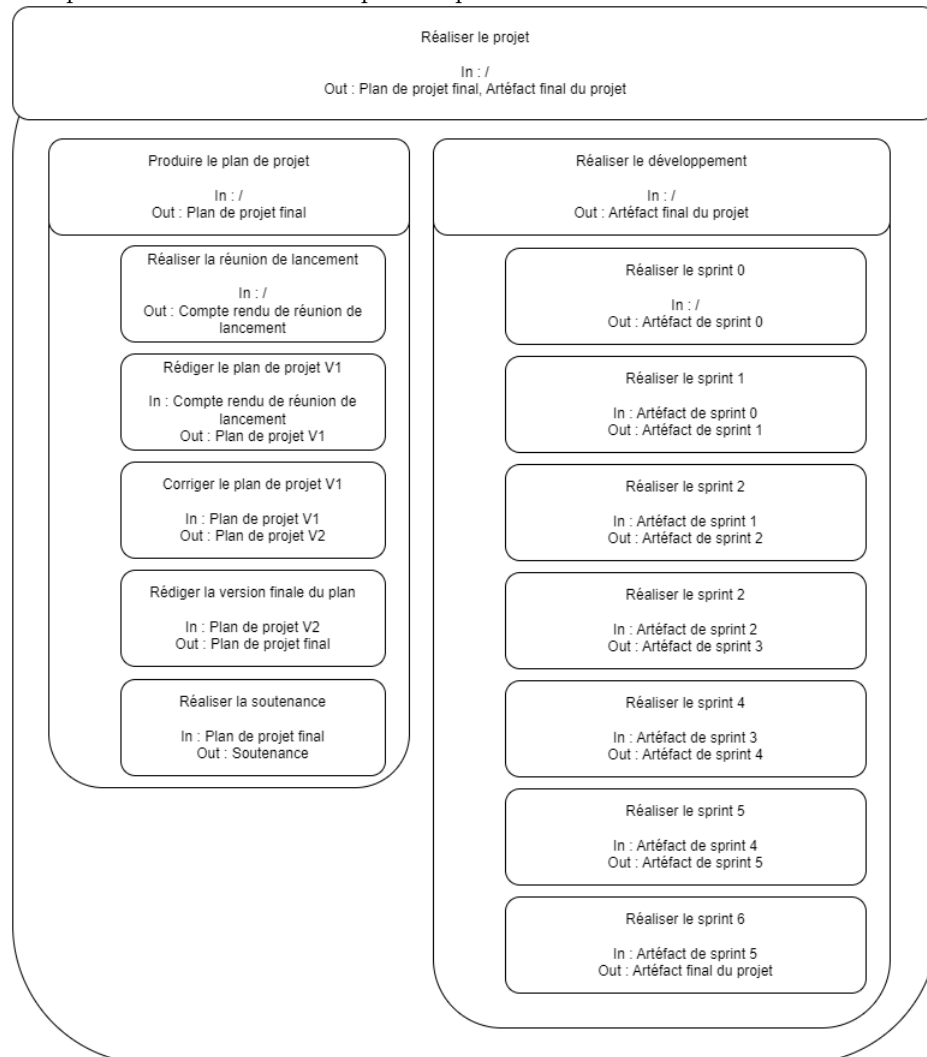 Réaliser le projet
In : /
Out : Plan de projet final, Artéfact final du projet
Produire le plan de projet
In : /
Out : Plan de projet final
Réaliser la réunion de lancement
In : /
Out : Compte rendu de réunion de
lancement
Rédiger le plan de projet V1
In : Compte rendu de réunion de
lancement
Out : Plan de projet V1
Corriger le plan de projet V1
In : Plan de projet V1
Out : Plan de projet V2
Rédiger la version finale du plan
In : Plan de projet V2
Out : Plan de projet final
Réaliser la soutenance
In : Plan de projet final
Out : Soutenance
Réaliser le développement
In : /
Out : Artéfact final du projet
Réaliser le sprint 0
In : /
Out : Artéfact de sprint 0
Réaliser le sprint 1
In : Artéfact de sprint 0
Out : Artéfact de sprint 1
Réaliser le sprint 2
In : Artéfact de sprint 1
Out : Artéfact de sprint 2
Réaliser le sprint 2
In : Artéfact de sprint 2
Out : Artéfact de sprint 3
Réaliser le sprint 4
In : Artéfact de sprint 3
Out : Artéfact de sprint 4
Réaliser le sprint 5
In : Artéfact de sprint 4
Out : Artéfact de sprint 5
Réaliser le sprint 6
In : Artéfact de sprint 5
Out : Artéfact final du projet